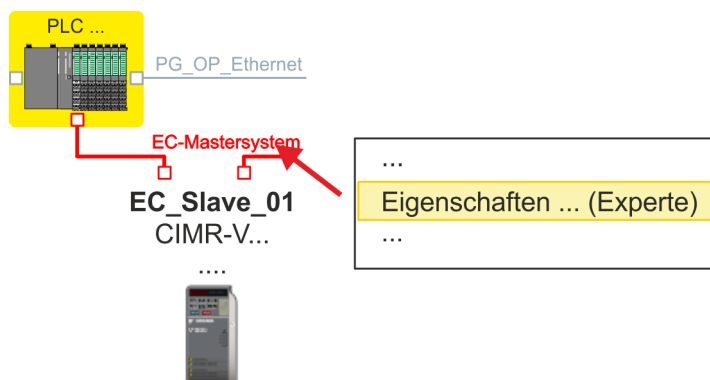 PLC ...
PG_OP_Ethernet
EC-Mastersystem
...
EC_Slave_01
Eigenschaften ... (Experte)
CIMR-V...
...
....